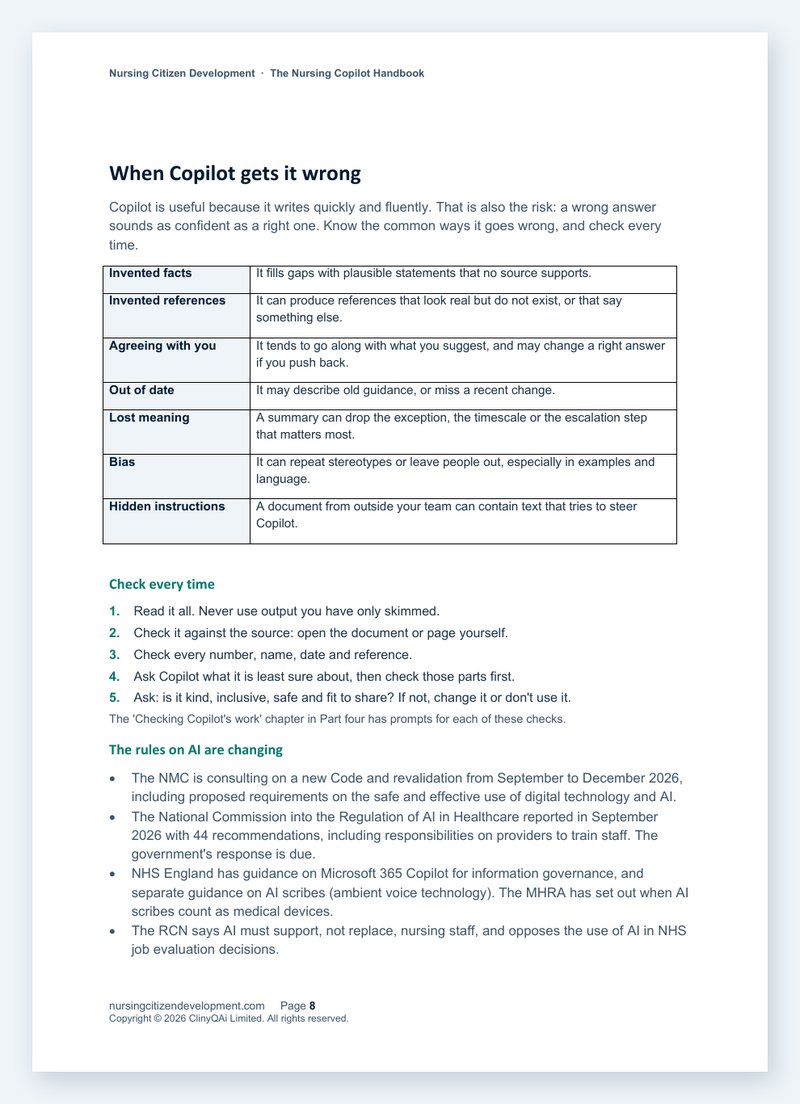 Nursing Citizen Development · The Nursing Copilot Handbook
When Copilot gets it wrong
Copilot is useful because it writes quickly and fluently. That is also the risk: a wrong answer
sounds as confident as a right one. Know the common ways it goes wrong, and check every
time.
Invented facts It fills gaps with plausible statements that no source supports.
Invented references It can produce references that look real but do not exist, or that say
something else.
Agreeing with you It tends to go along with what you suggest, and may change a right answer
if you push back.
Out of date It may describe old guidance, or miss a recent change.
Lost meaning A summary can drop the exception, the timescale or the escalation step
that matters most.
Bias It can repeat stereotypes or leave people out, especially in examples and
language.
Hidden instructions A document from outside your team can contain text that tries to steer
Copilot.
Check every time
1. Read it all. Never use output you have only skimmed.
2. Check it against the source: open the document or page yourself.
3. Check every number, name, date and reference.
4. Ask Copilot what it is least sure about, then check those parts first.
5. Ask: is it kind, inclusive, safe and fit to share? If not, change it or don't use it.
The 'Checking Copilot's work' chapter in Part four has prompts for each of these checks.
The rules on AI are changing
• The NMC is consulting on a new Code and revalidation from September to December 2026,
including proposed requirements on the safe and effective use of digital technology and AI.
• The National Commission into the Regulation of AI in Healthcare reported in September
2026 with 44 recommendations, including responsibilities on providers to train staff. The
government's response is due.
• NHS England has guidance on Microsoft 365 Copilot for information governance, and
separate guidance on AI scribes (ambient voice technology). The MHRA has set out when AI
scribes count as medical devices.
• The RCN says AI must support, not replace, nursing staff, and opposes the use of AI in NHS
job evaluation decisions.
nursingcitizendevelopment.com Page 8
Copyright © 2026 ClinyQAi Limited. All rights reserved.